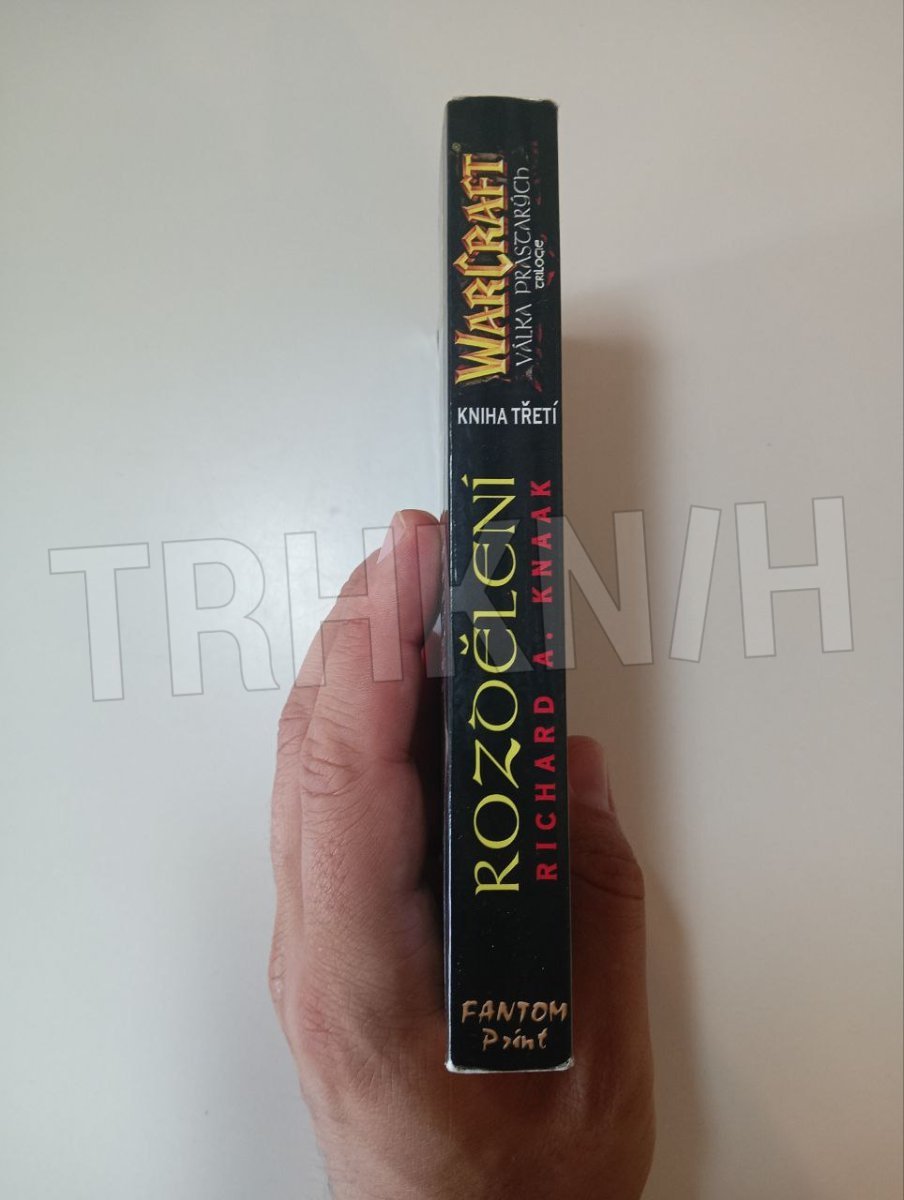 WARCRAFT®
VÁLKA PRASTARÝCH
TRILOGIE
KNIHA TŘETÍ
ROZDĚLENÍ
RICHARD A. KNAAK
FANTOM
Print
TRHKNIH